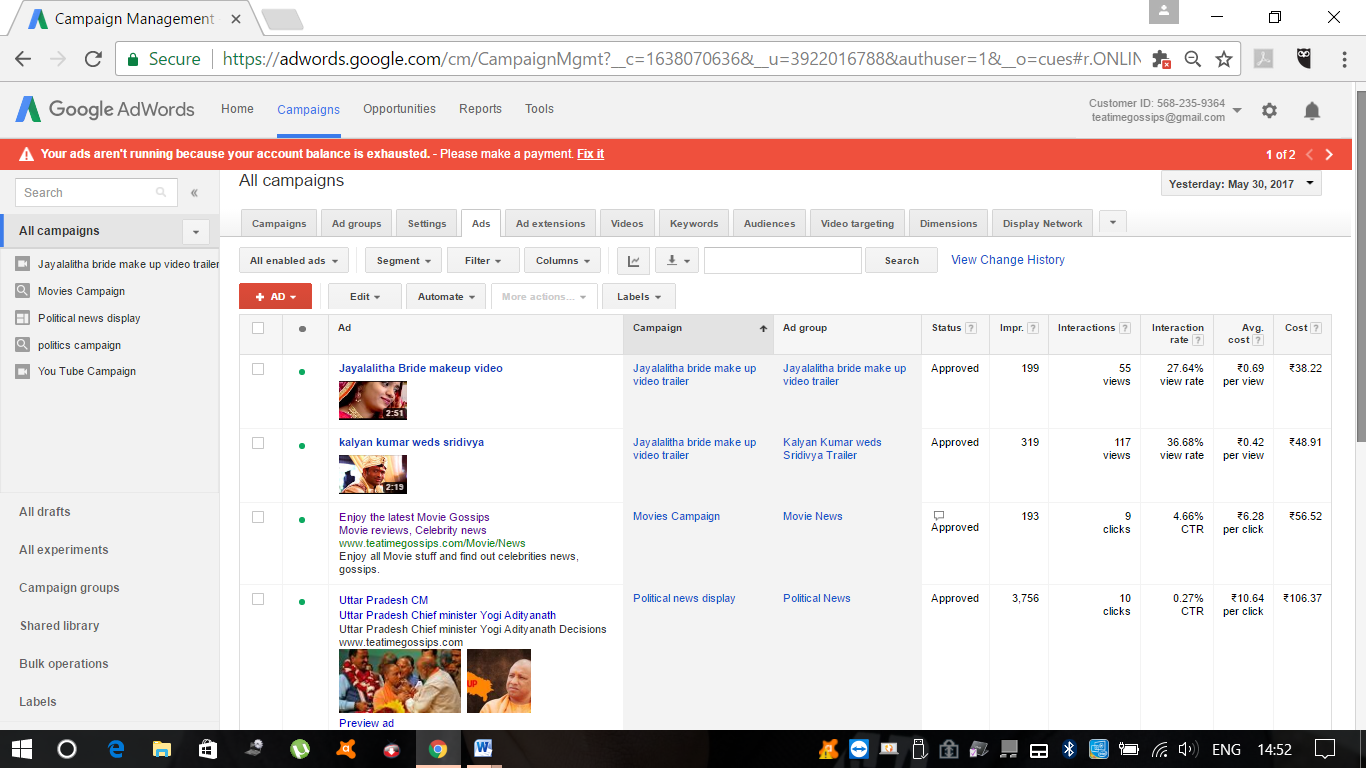 Campaign Management
Secure https://adwords.google.com/cm/CampaignMgmt?__c=1638070636&__u=3922016788&authuser=1&__o=cues#r.ONLIN
Google AdWords Home Campaigns Opportunities Reports Tools
Customer ID: 568-235-9364
teatimegossips@gmail.com
Your ads aren't running because your account balance is exhausted. - Please make a payment. Fix it 1 of 2
Search «
All campaigns
Jayalalitha bride make up video trailer
Movies Campaign
Political news display
politics campaign
You Tube Campaign
All drafts
All experiments
Campaign groups
Shared library
Bulk operations
Labels
All campaigns
Yesterday: May 30, 2017
Campaigns Ad groups Settings Ads Ad extensions Videos Keywords Audiences Video targeting Dimensions Display Network
All enabled ads Segment Filter Columns Search View Change History
+ AD Edit Automate More actions... Labels
Ad Campaign Ad group Status ? Impr. ? Interactions ? Interaction rate ? Avg. cost ? Cost ?
Jayalalitha Bride makeup video
2:51
Jayalalitha bride make up
video trailer
Jayalalitha bride make up
video trailer
Approved 199 55 views 27.64% view rate ₹0.69 per view ₹38.22
kalyan kumar weds sridivya
2:19
Jayalalitha bride make up
video trailer
Kalyan Kumar weds
Sridivya Trailer
Approved 319 117 views 36.68% view rate ₹0.42 per view ₹48.91
Enjoy the latest Movie Gossips
Movie reviews, Celebrity news
www.teatimegossips.com/Movie/News
Enjoy all Movie stuff and find out celebrities news,
gossips.
Movies Campaign Movie News Approved 193 9 clicks 4.66% CTR ₹6.28 per click ₹56.52
Uttar Pradesh CM
Uttar Pradesh Chief minister Yogi Adityanath
Uttar Pradesh Chief minister Yogi Adityanath Decisions
www.teatimegossips.com
Preview ad
Political news display Political News Approved 3,756 10 clicks 0.27% CTR ₹10.64 per click ₹106.37
ENG 14:52